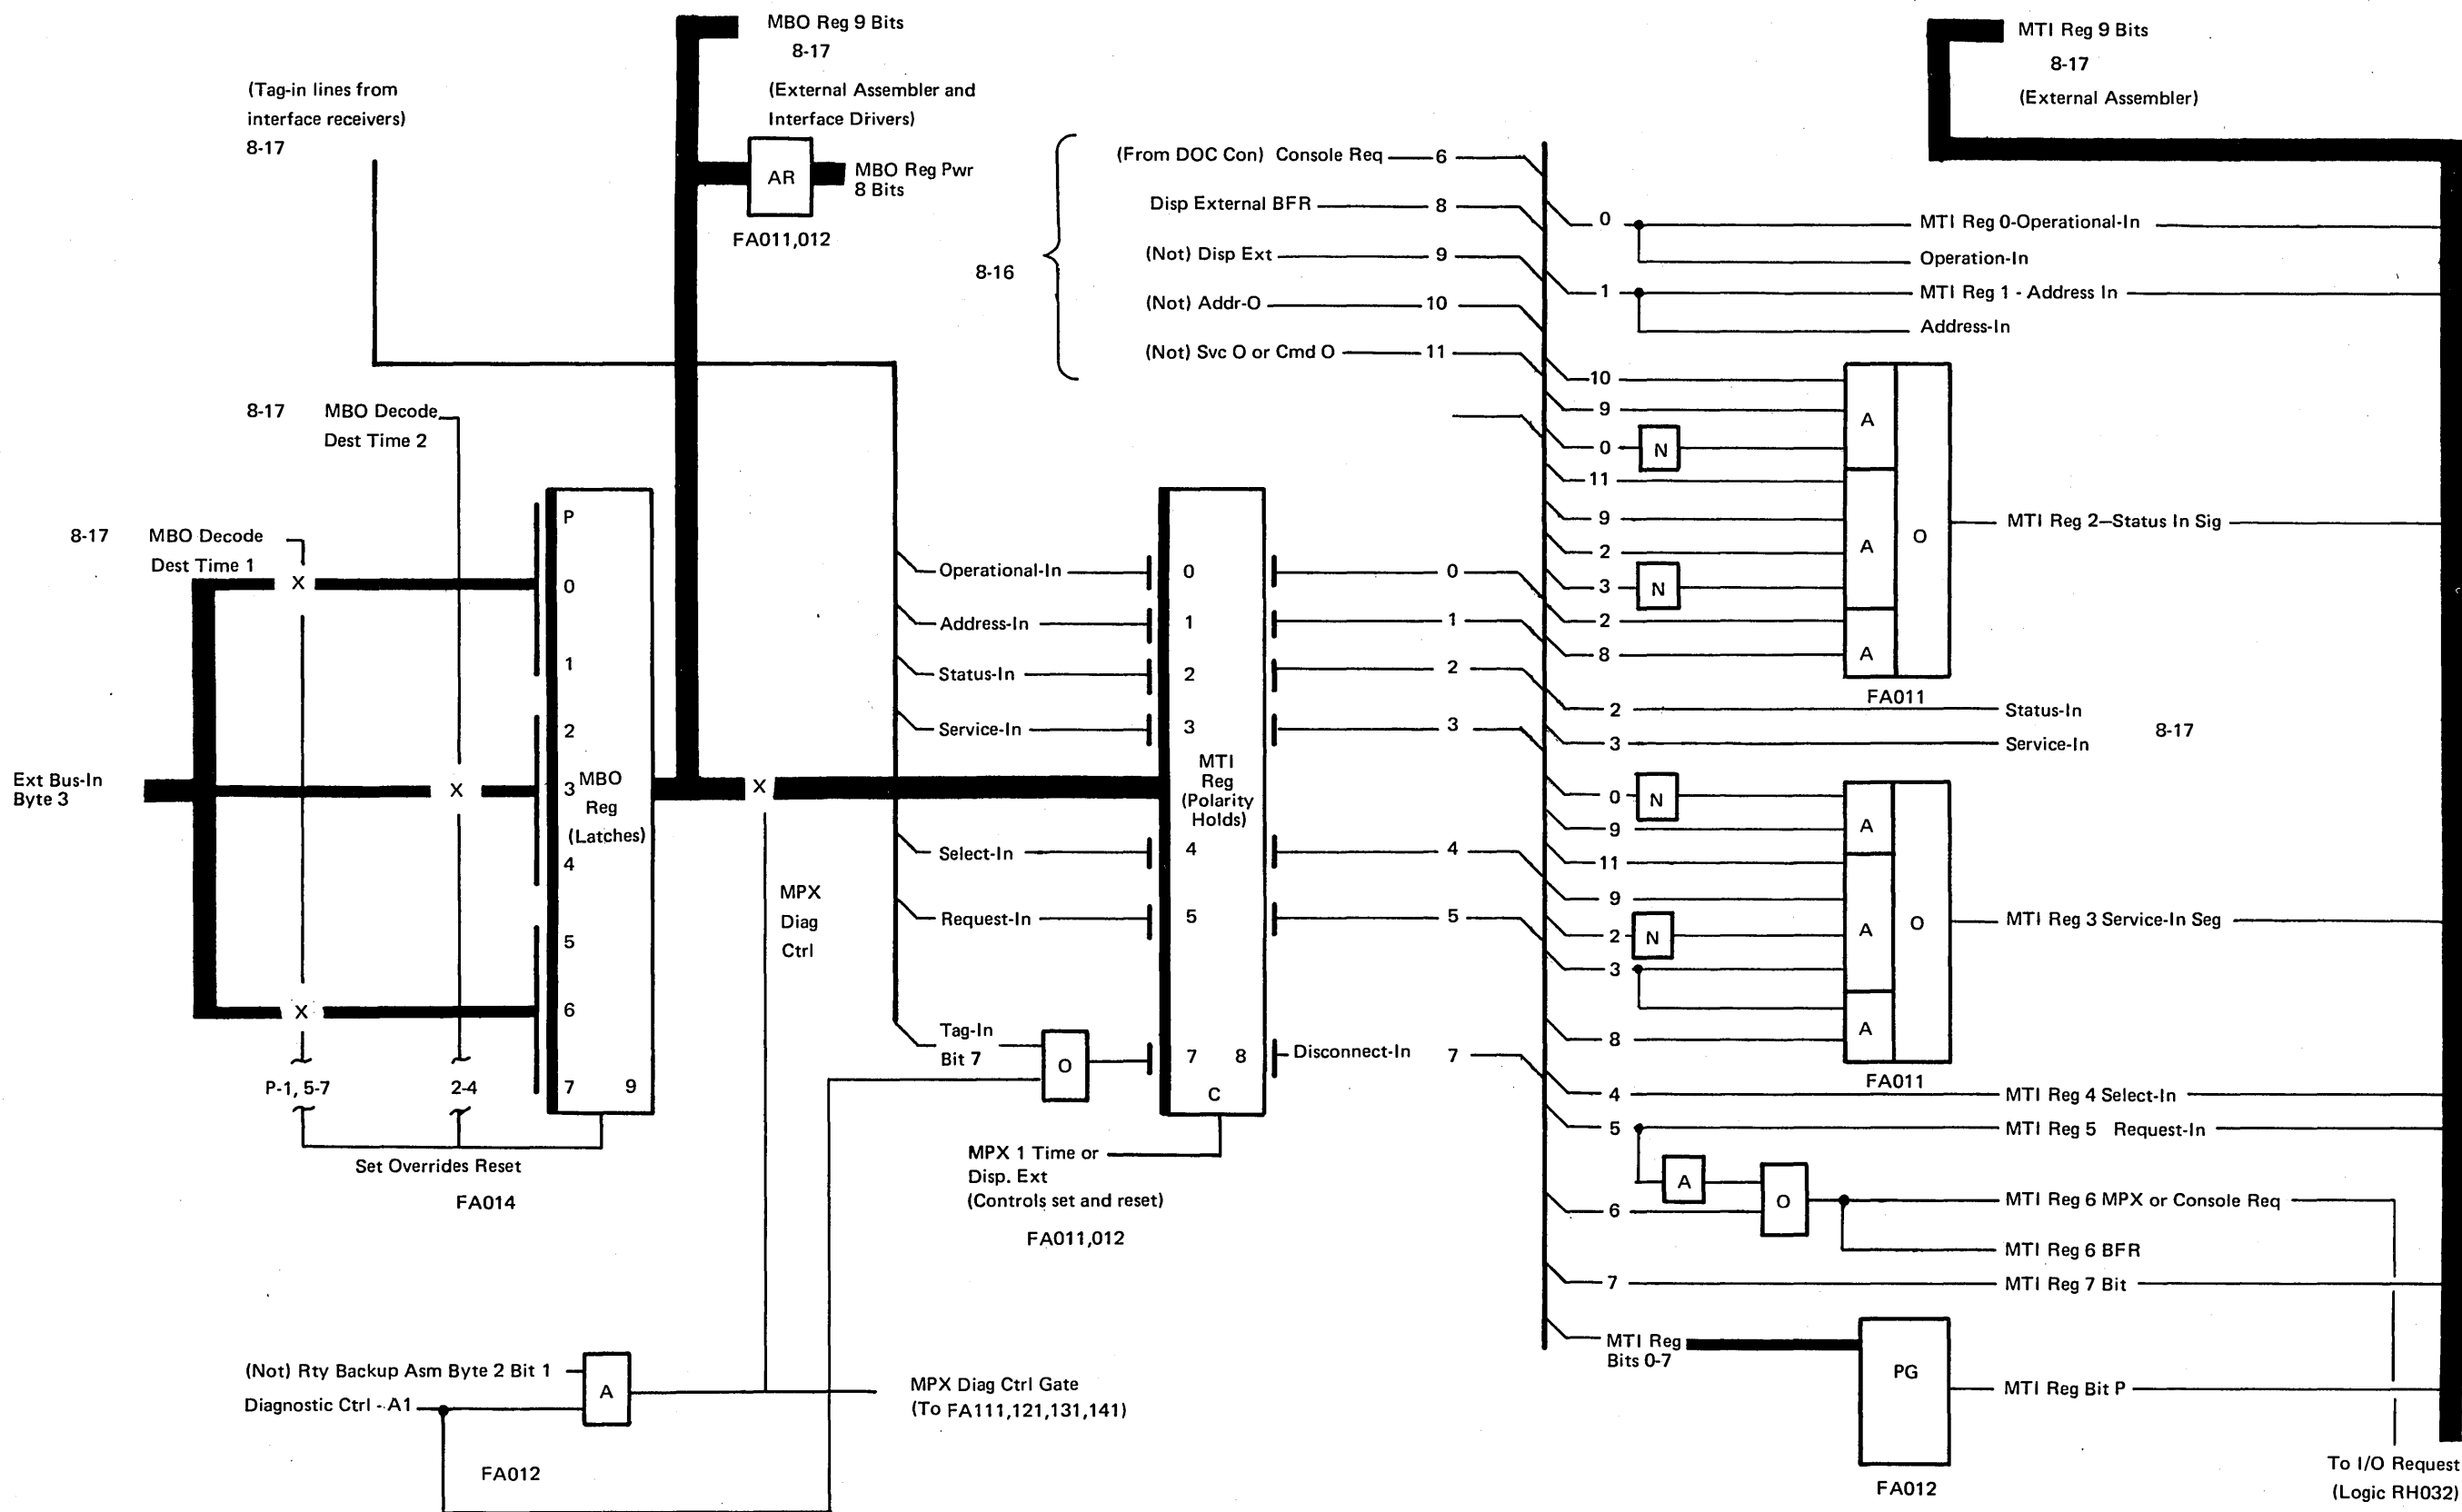 MBO Reg 9 Bits
8-17
(External Assembler and
Interface Drivers)
AR
MBO Reg Pwr
8 Bits
FA011,012
MTI Reg 9 Bits
8-17
(External Assembler)
(Tag-in lines from
interface receivers)
8-17
8-16
(From DOC Con) Console Req 6
Disp External BFR 8
(Not) Disp Ext 9
(Not) Addr-O 10
(Not) Svc O or Cmd O 11
8-17 MBO Decode
Dest Time 2
8-17 MBO Decode
Dest Time 1
X
X
X
Ext Bus-In
Byte 3
P
0
1
2
3
4
5
6
7 9
MBO
Reg
(Latches)
P-1, 5-7
2-4
Set Overrides Reset
FA014
X
MPX
Diag
Ctrl
Operational-In
Address-In
Status-In
Service-In
Select-In
Request-In
Tag-In
Bit 7
O
0
1
2
3
MTI
Reg
(Polarity
Holds)
4
5
7 8
C
0
1
2
3
4
5
Disconnect-In 7
MPX 1 Time or
Disp. Ext
(Controls set and reset)
FA011,012
(Not) Rty Backup Asm Byte 2 Bit 1
Diagnostic Ctrl - A1
A
FA012
MPX Diag Ctrl Gate
(To FA111,121,131,141)
0 MTI Reg 0-Operational-In
Operation-In
1 MTI Reg 1 - Address In
Address-In
10
9
0 N
11
9
2
3 N
2
8
A
A
A
O
FA011
MTI Reg 2—Status In Sig
2 Status-In
3 Service-In
8-17
0 N
9
11
9
2 N
3
8
A
A
A
O
FA011
MTI Reg 3 Service-In Seg
4 MTI Reg 4 Select-In
5 MTI Reg 5 Request-In
A
O
6
MTI Reg 6 MPX or Console Req
MTI Reg 6 BFR
7 MTI Reg 7 Bit
MTI Reg
Bits 0-7
PG
MTI Reg Bit P
FA012
To I/O Request
(Logic RH032)